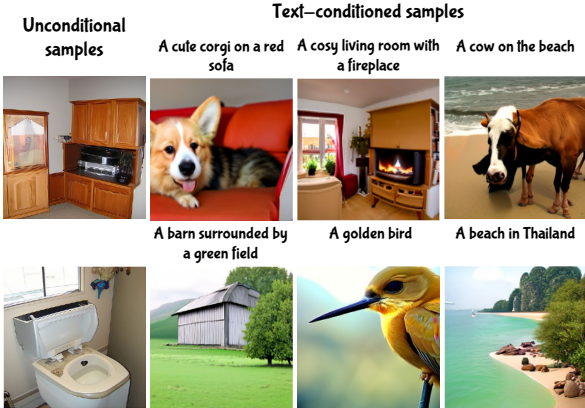 Unconditional
samples
Text-conditioned samples
A cute corgi on a red
sofa
A cosy living room with
a fireplace
A cow on the beach
A barn surrounded by
a green field
A golden bird
A beach in Thailand